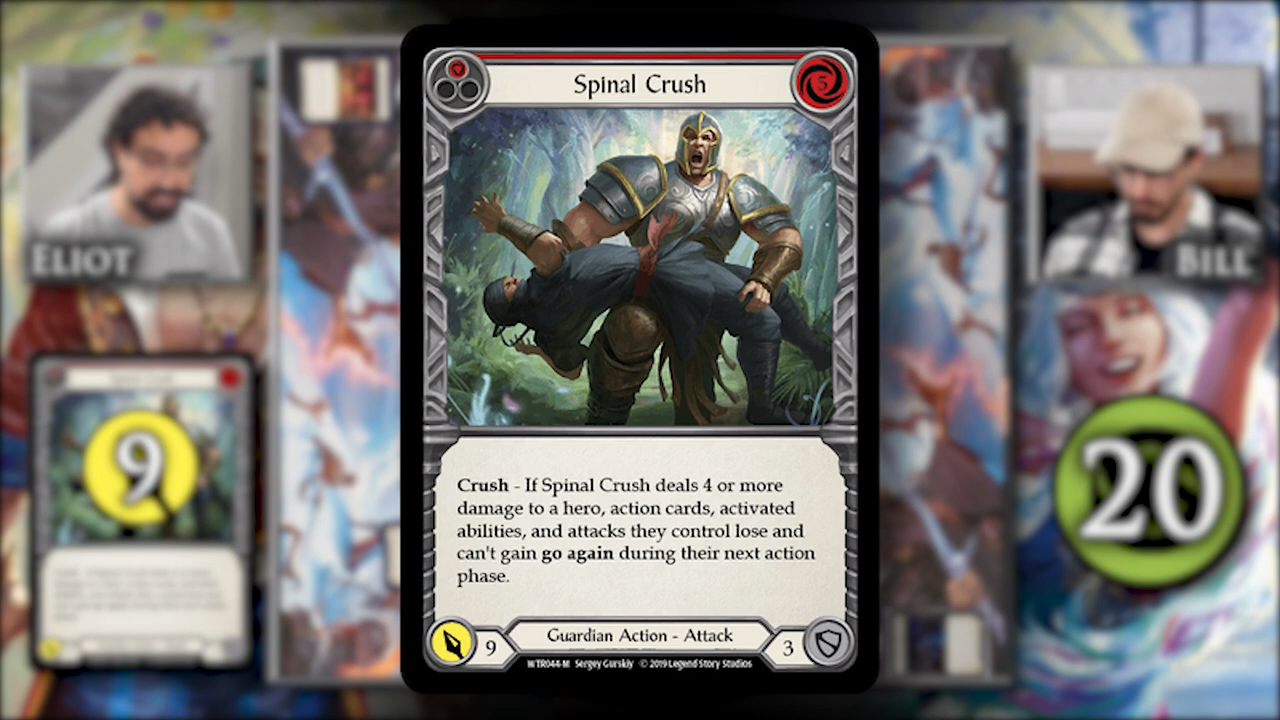 Spinal Crush
5
ELIOT
BILL
9
20
Crush - If Spinal Crush deals 4 or more
damage to a hero, action cards, activated
abilities, and attacks they control lose and
can't gain go again during their next action
phase.
9
Guardian Action - Attack
3
WTR044-M Sergey Gurskiy © 2019 Legend Story Studios